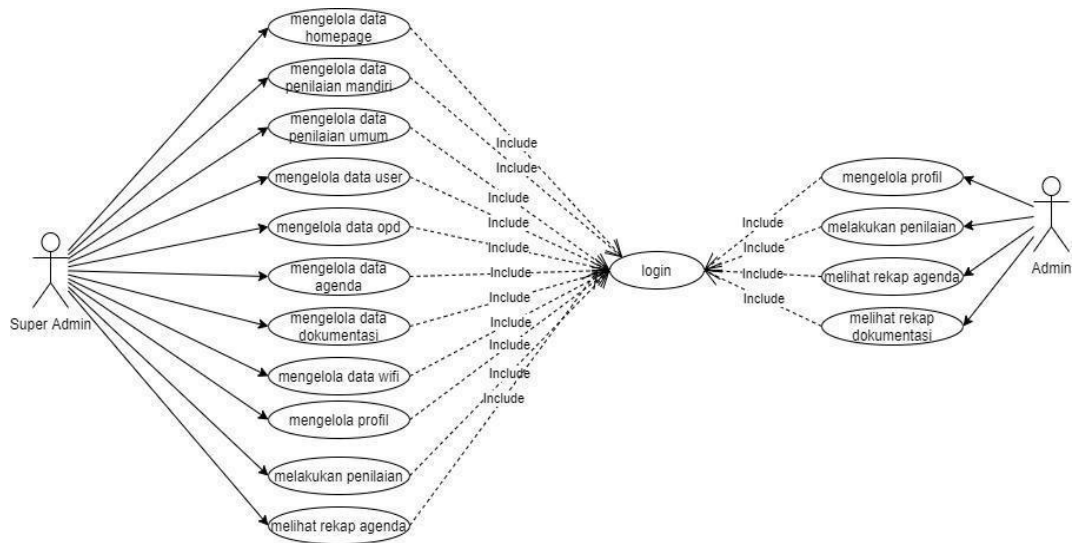 mengelola data
homepage
mengelola data
penilaian mandiri
mengelola data
penilaian umum
mengelola data user
mengelola data opd
mengelola data
agenda
mengelola data
dokumentasi
mengelola data wifi
mengelola profil
melakukan penilaian
melihat rekap agenda
Super Admin
Include
Include
Include
Include
Include
Include
Include
Include
Include
Include
Include
login
Include
Include
Include
Include
mengelola profil
melakukan penilaian
melihat rekap agenda
melihat rekap
dokumentasi
Admin